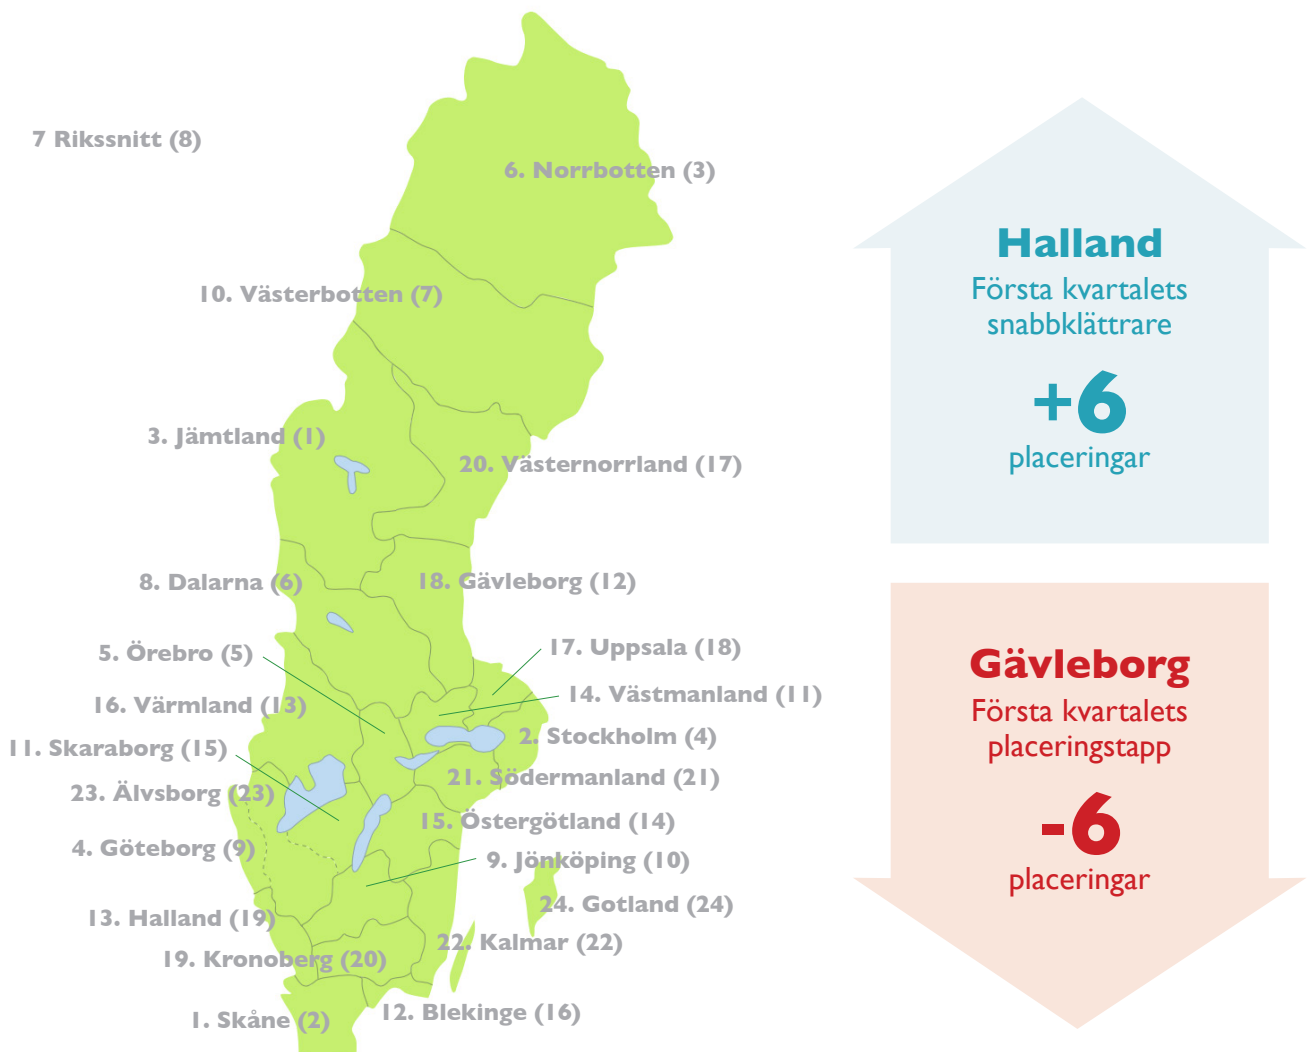 7 Rikssnitt (8)
6. Norrbotten (3)
10. Västerbotten (7)
3. Jämtland (1)
20. Västernorrland (17)
8. Dalarna (6)
18. Gävleborg (12)
5. Örebro (5)
17. Uppsala (18)
16. Värmland (13)
14. Västmanland (11)
11. Skaraborg (15)
2. Stockholm (4)
21. Södermanland (21)
23. Älvsborg (23)
15. Östergötland (14)
4. Göteborg (9)
9. Jönköping (10)
13. Halland (19)
24. Gotland (24)
22. Kalmar (22)
19. Kronoberg (20)
12. Blekinge (16)
1. Skåne (2)
Halland
Första kvartalets
snabbklättrare
+6
placeringar
Gävleborg
Första kvartalets
placeringstapp
-6
placeringar